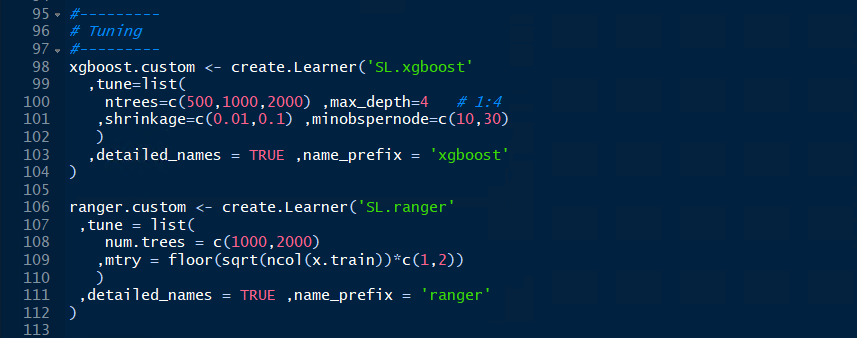 95 #---------
96 # Tuning
97 #---------
98 xgboost.custom <- create.Learner('SL.xgboost'
99 ,tune=list(
100 ntrees=c(500,1000,2000) ,max_depth=4 # 1:4
101 ,shrinkage=c(0.01,0.1) ,minobspernode=c(10,30)
102 )
103 ,detailed_names = TRUE ,name_prefix = 'xgboost'
104 )
105
106 ranger.custom <- create.Learner('SL.ranger'
107 ,tune = list(
108 num.trees = c(1000,2000)
109 ,mtry = floor(sqrt(ncol(x.train))*c(1,2))
110 )
111 ,detailed_names = TRUE ,name_prefix = 'ranger'
112 )
113